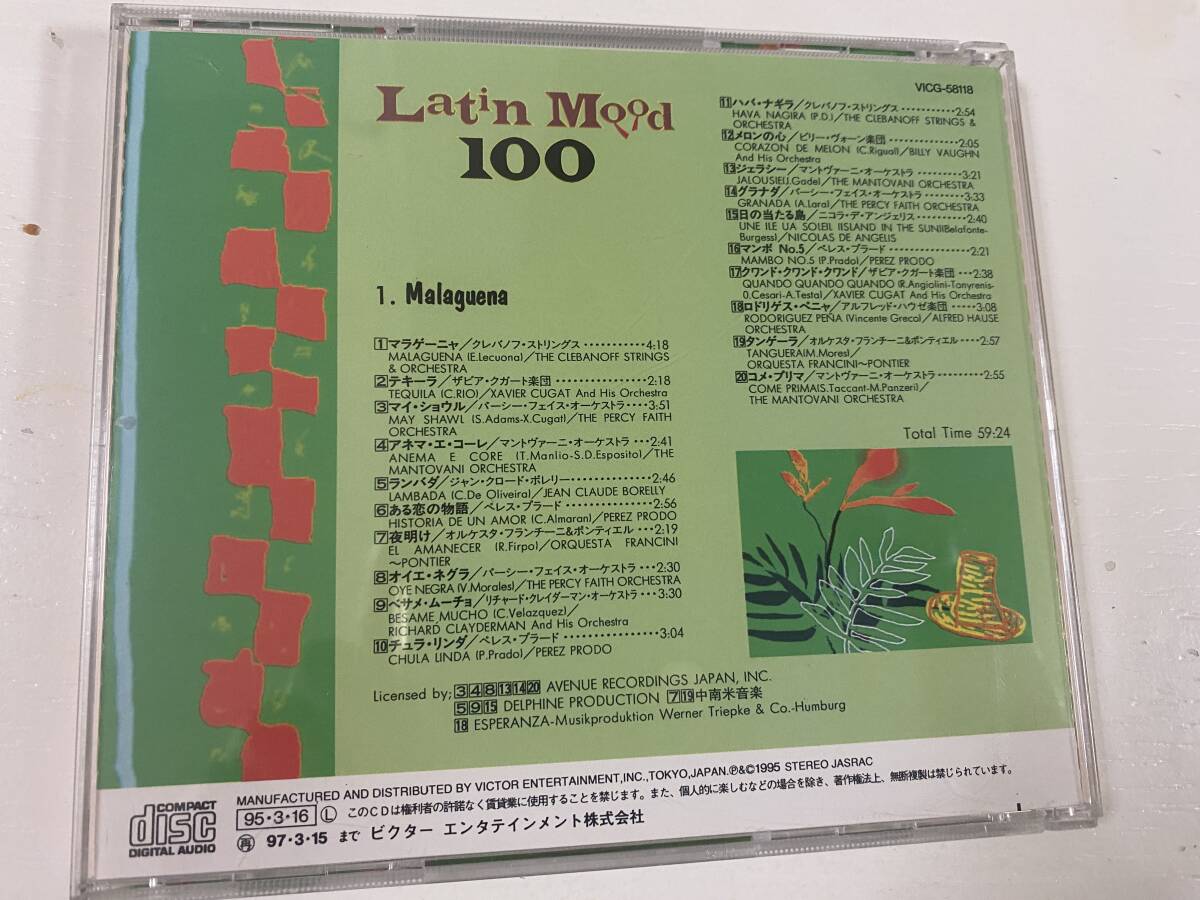 Latin Mood
100
1. Malaguena
1 マラゲーニャ/クレバノフ・ストリングス ・・・・・・・・・・・4:18
MALAGUENA (E.Lecuona)/THE CLEBANOFF STRINGS
& ORCHESTRA
2 テキーラ/ザビア・クガート楽団 ・・・・・・・・・・・・・・・・2:18
TEQUILA (C.RIO)/XAVIER CUGAT And His Orchestra
3 マイ・ショウル/パーシー・フェイス・オーケストラ ・・・・3:51
MAY SHAWL (S.Adams-X.Cugat)/THE PERCY FAITH
ORCHESTRA
4 アネマ・エ・コーレ/マントヴァーニ・オーケストラ ・・・2:41
ANEMA E CORE (T.Manlio-S.D.Esposito)/THE
MANTOVANI ORCHESTRA
5 ランバダ/ジャン・クロード・ボレリー ・・・・・・・・・・・・2:46
LAMBADA (C.De Oliveira)/JEAN CLAUDE BORELLY
6 ある恋の物語/ペレス・プラード ・・・・・・・・・・・・・・・2:56
HISTORIA DE UN AMOR (C.Almaran)/PEREZ PRODO
7 夜明け/オルケスタ・フランチーニ&ポンティエル ・・・2:19
EL AMANECER (R.Firpo)/ORQUESTA FRANCINI
～PONTIER
8 オイエ・ネグラ/パーシー・フェイス・オーケストラ ・・・2:30
OYE NEGRA (V.Morales)/THE PERCY FAITH ORCHESTRA
9 ベサメ・ムーチョ/リチャード・クレイダーマン・オーケストラ ・・・3:30
BESAME MUCHO (C.Velazquez)/
RICHARD CLAYDERMAN And His Orchestra
10 チュラ・リンダ/ペレス・プラード ・・・・・・・・・・・・・・・3:04
CHULA LINDA (P.Prado)/PEREZ PRODO
VICG-58118
11 ハバ・ナギラ/クレバノフ・ストリングス ・・・・・・・・・・・2:54
HAVA NAGIRA (P.D.)/THE CLEBANOFF STRINGS &
ORCHESTRA
12 メロンの心/ビリー・ヴォーン楽団 ・・・・・・・・・・・・・・2:05
CORAZON DE MELON (C.Rigual)/BILLY VAUGHN
And His Orchestra
13 ジェラシー/マントヴァーニ・オーケストラ ・・・・・・・・・3:21
JALOUSIE(J.Gade)/THE MANTOVANI ORCHESTRA
14 グラナダ/パーシー・フェイス・オーケストラ ・・・・・・・・3:33
GRANADA (A.Lara)/THE PERCY FAITH ORCHESTRA
15 日の当たる島/ニコラ・デ・アンジェリス ・・・・・・・・・・2:40
UNE ILE UA SOLEIL (ISLAND IN THE SUN)(Belafonte-
Burgess)/NICOLAS DE ANGELIS
16 マンボ No.5/ペレス・プラード ・・・・・・・・・・・・・・・・2:21
MAMBO NO.5 (P.Prado)/PEREZ PRODO
17 クワンド・クワンド・クワンド/ザビア・クガート楽団 ・・・2:38
QUANDO QUANDO QUANDO (R.Angiolini-Tonyrenis-
0.Cesari-A.Testa)/XAVIER CUGAT And His Orchestra
18 ロドリゲス・ペニャ/アルフレッド・ハウゼ楽団・・・・・3:08
RODORIGUEZ PEÑA (Vincente Greco)/ALFRED HAUSE
ORCHESTRA
19 タンゲーラ/オルケスタ・フランチーニ&ポンティエル ・・・・2:57
TANGUERA(M.Mores)/
ORQUESTA FRANCINI～PONTIER
20 コメ・プリマ/マントヴァーニ・オーケストラ ・・・・・・・・・2:55
COME PRIMA(S.Taccant-M.Panzeri)/
THE MANTOVANI ORCHESTRA
Total Time 59:24
Licensed by; 3 4 8 13 14 20 AVENUE RECORDINGS JAPAN, INC.
5 9 15 DELPHINE PRODUCTION 7 19 中南米音楽
18 ESPERANZA-Musikproduktion Werner Triepke & Co.-Humburg
COMPACT
disc
DIGITAL AUDIO
MANUFACTURED AND DISTRIBUTED BY VICTOR ENTERTAINMENT,INC.,TOKYO,JAPAN.℗&©1995 STEREO JASRAC
95・3・16 Ⓛ このCDは権利者の許諾なく賃貸業に使用することを禁じます。また、個人的に楽しむなどの場合を除き、著作権法上、無断複製は禁じられています。
再 97・3・15 まで ビクター エンタテインメント株式会社